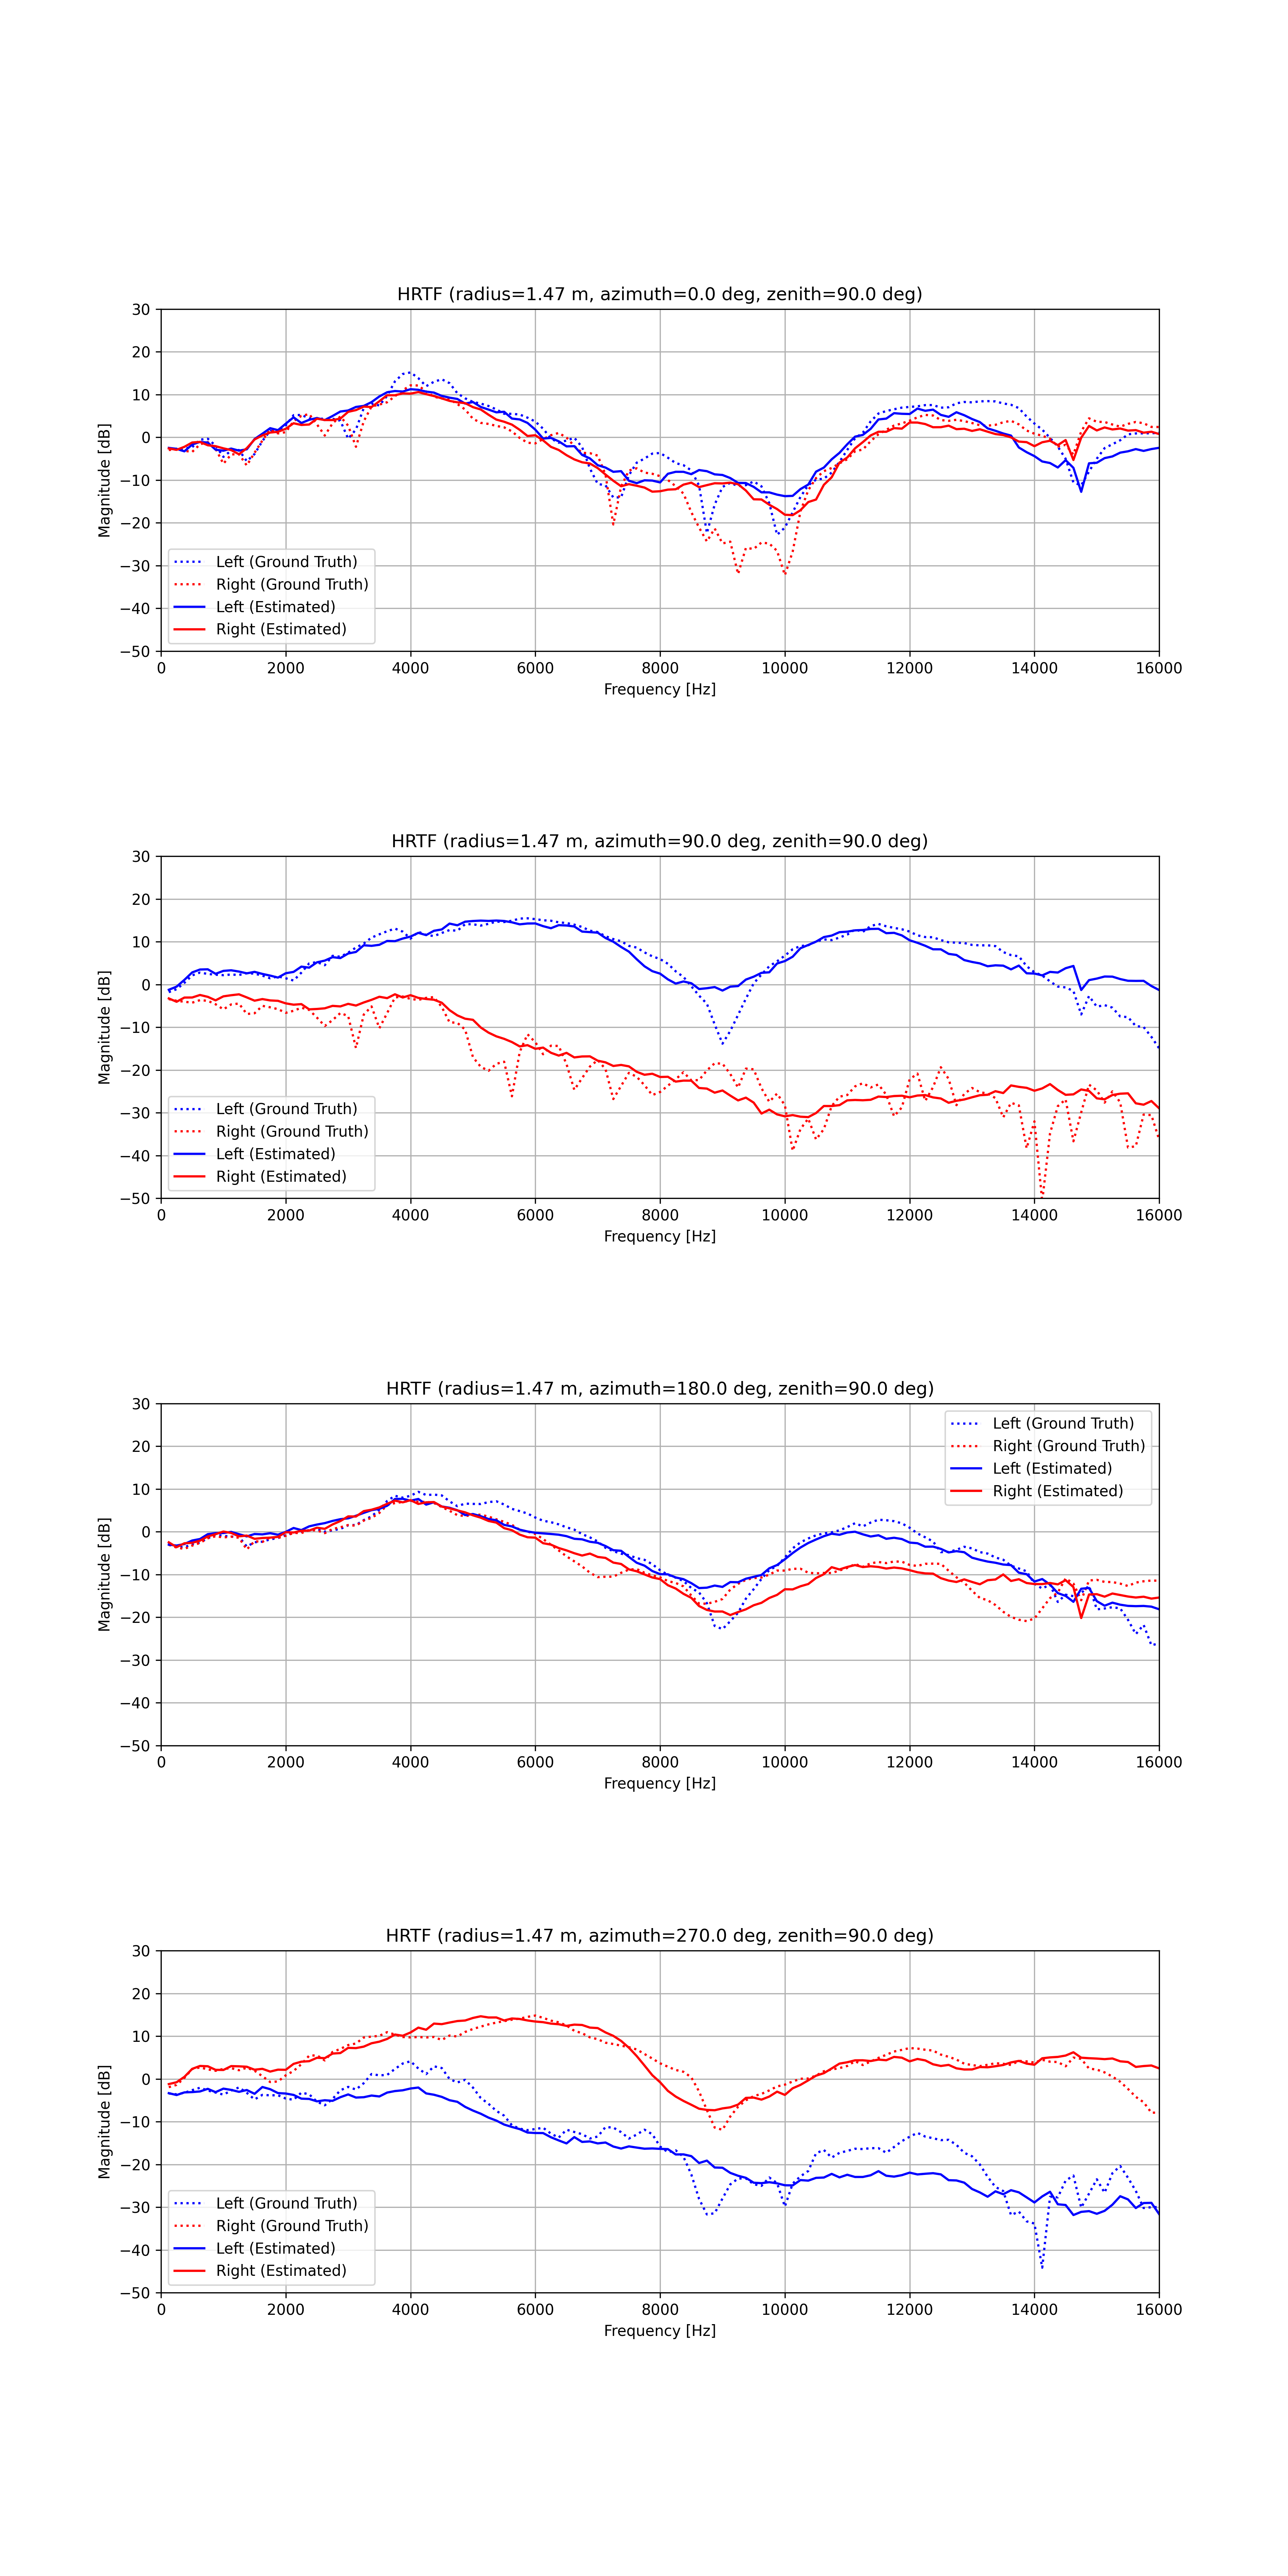 HRTF (radius=1.47 m, azimuth=0.0 deg, zenith=90.0 deg)
30
20
10
0
−10
−20
−30
−40
−50
Magnitude [dB]
Left (Ground Truth)
Right (Ground Truth)
Left (Estimated)
Right (Estimated)
0 2000 4000 6000 8000 10000 12000 14000 16000
Frequency [Hz]
HRTF (radius=1.47 m, azimuth=90.0 deg, zenith=90.0 deg)
30
20
10
0
−10
−20
−30
−40
−50
Magnitude [dB]
Left (Ground Truth)
Right (Ground Truth)
Left (Estimated)
Right (Estimated)
0 2000 4000 6000 8000 10000 12000 14000 16000
Frequency [Hz]
HRTF (radius=1.47 m, azimuth=180.0 deg, zenith=90.0 deg)
30
20
10
0
−10
−20
−30
−40
−50
Magnitude [dB]
Left (Ground Truth)
Right (Ground Truth)
Left (Estimated)
Right (Estimated)
0 2000 4000 6000 8000 10000 12000 14000 16000
Frequency [Hz]
HRTF (radius=1.47 m, azimuth=270.0 deg, zenith=90.0 deg)
30
20
10
0
−10
−20
−30
−40
−50
Magnitude [dB]
Left (Ground Truth)
Right (Ground Truth)
Left (Estimated)
Right (Estimated)
0 2000 4000 6000 8000 10000 12000 14000 16000
Frequency [Hz]